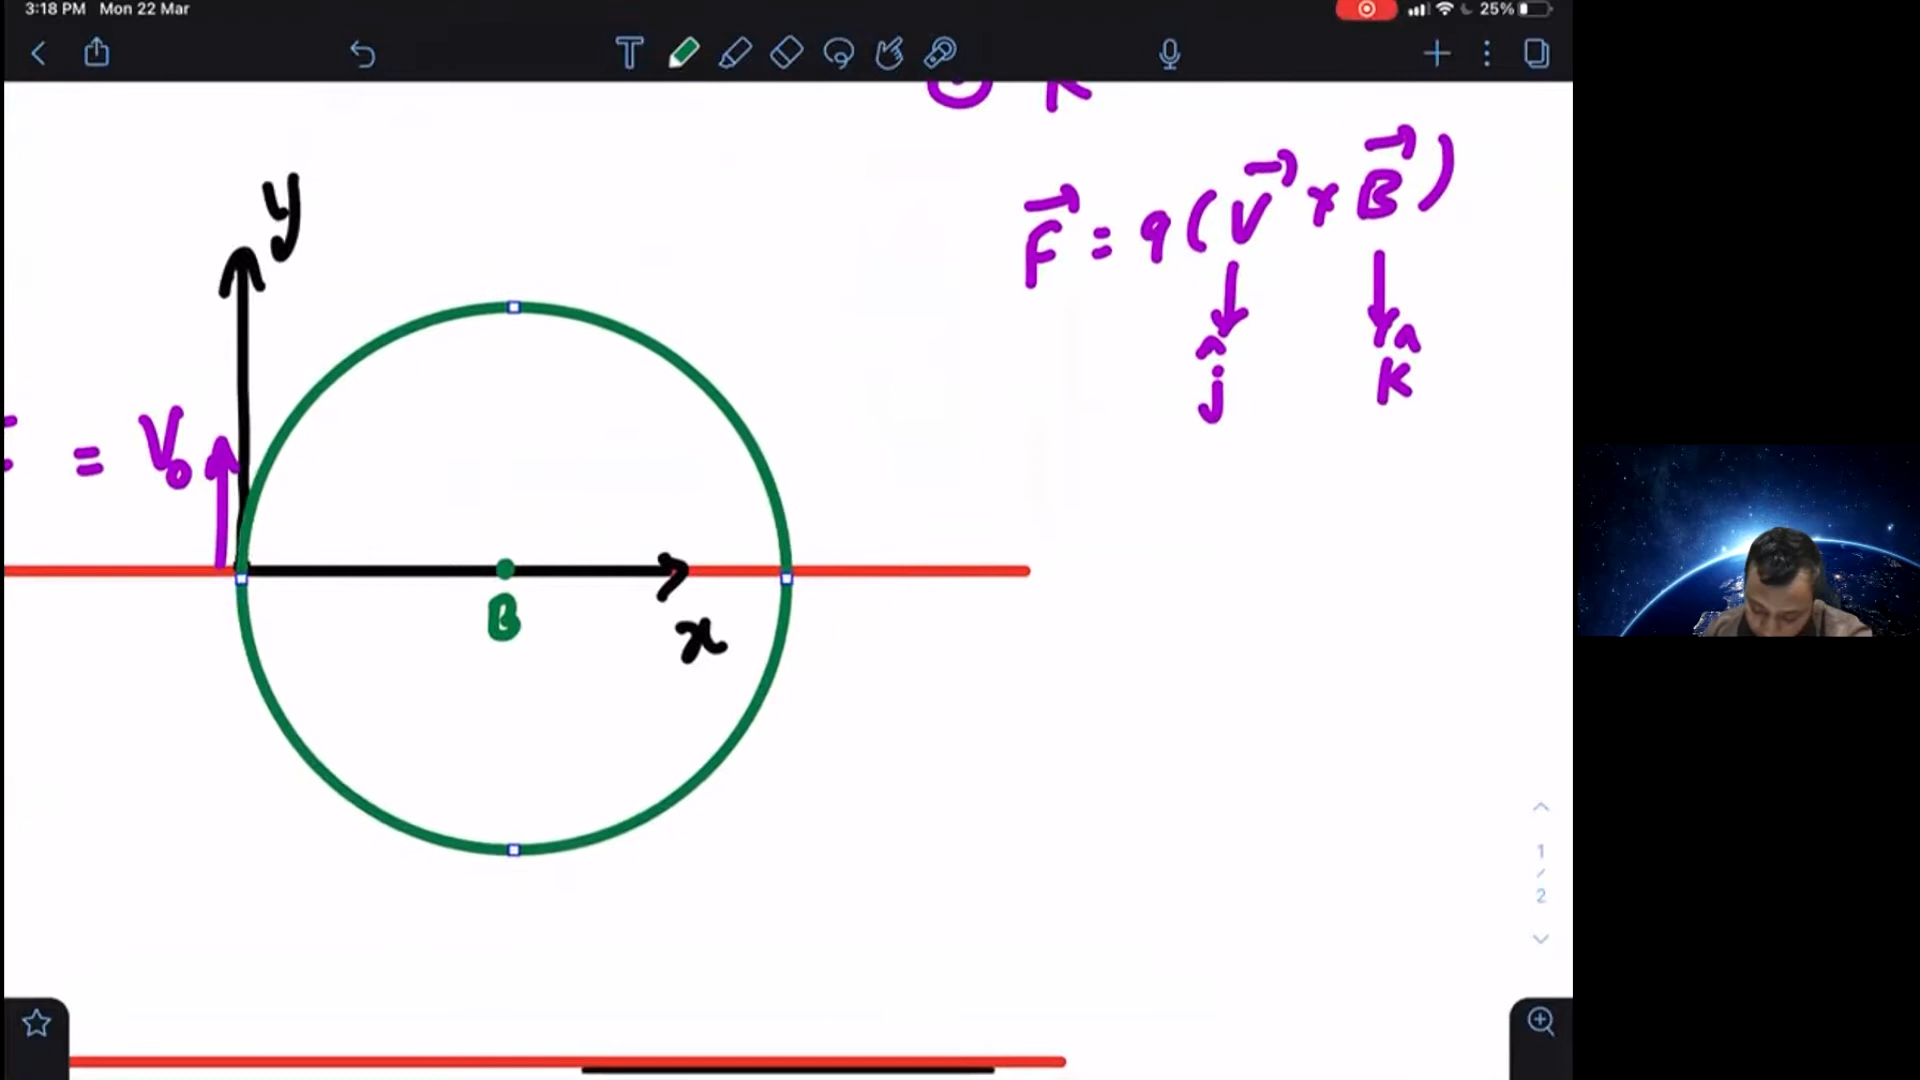 3:18 PM Mon 22 Mar
25%
T
k
y
F = q ( V × B )
ĵ
k̂
= V₀
B
x
1
/
2